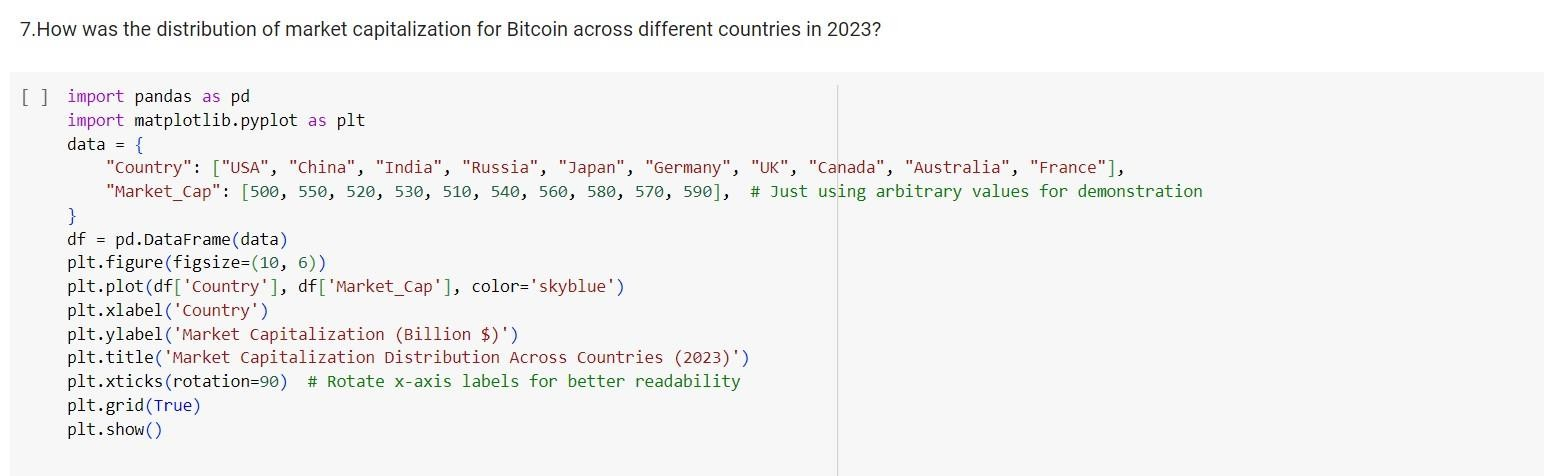 7.How was the distribution of market capitalization for Bitcoin across different countries in 2023?
[ ] import pandas as pd
import matplotlib.pyplot as plt
data = {
    "Country": ["USA", "China", "India", "Russia", "Japan", "Germany", "UK", "Canada", "Australia", "France"],
    "Market_Cap": [500, 550, 520, 530, 510, 540, 560, 580, 570, 590],  # Just using arbitrary values for demonstration
}
df = pd.DataFrame(data)
plt.figure(figsize=(10, 6))
plt.plot(df['Country'], df['Market_Cap'], color='skyblue')
plt.xlabel('Country')
plt.ylabel('Market Capitalization (Billion $)')
plt.title('Market Capitalization Distribution Across Countries (2023)')
plt.xticks(rotation=90)  # Rotate x-axis labels for better readability
plt.grid(True)
plt.show()